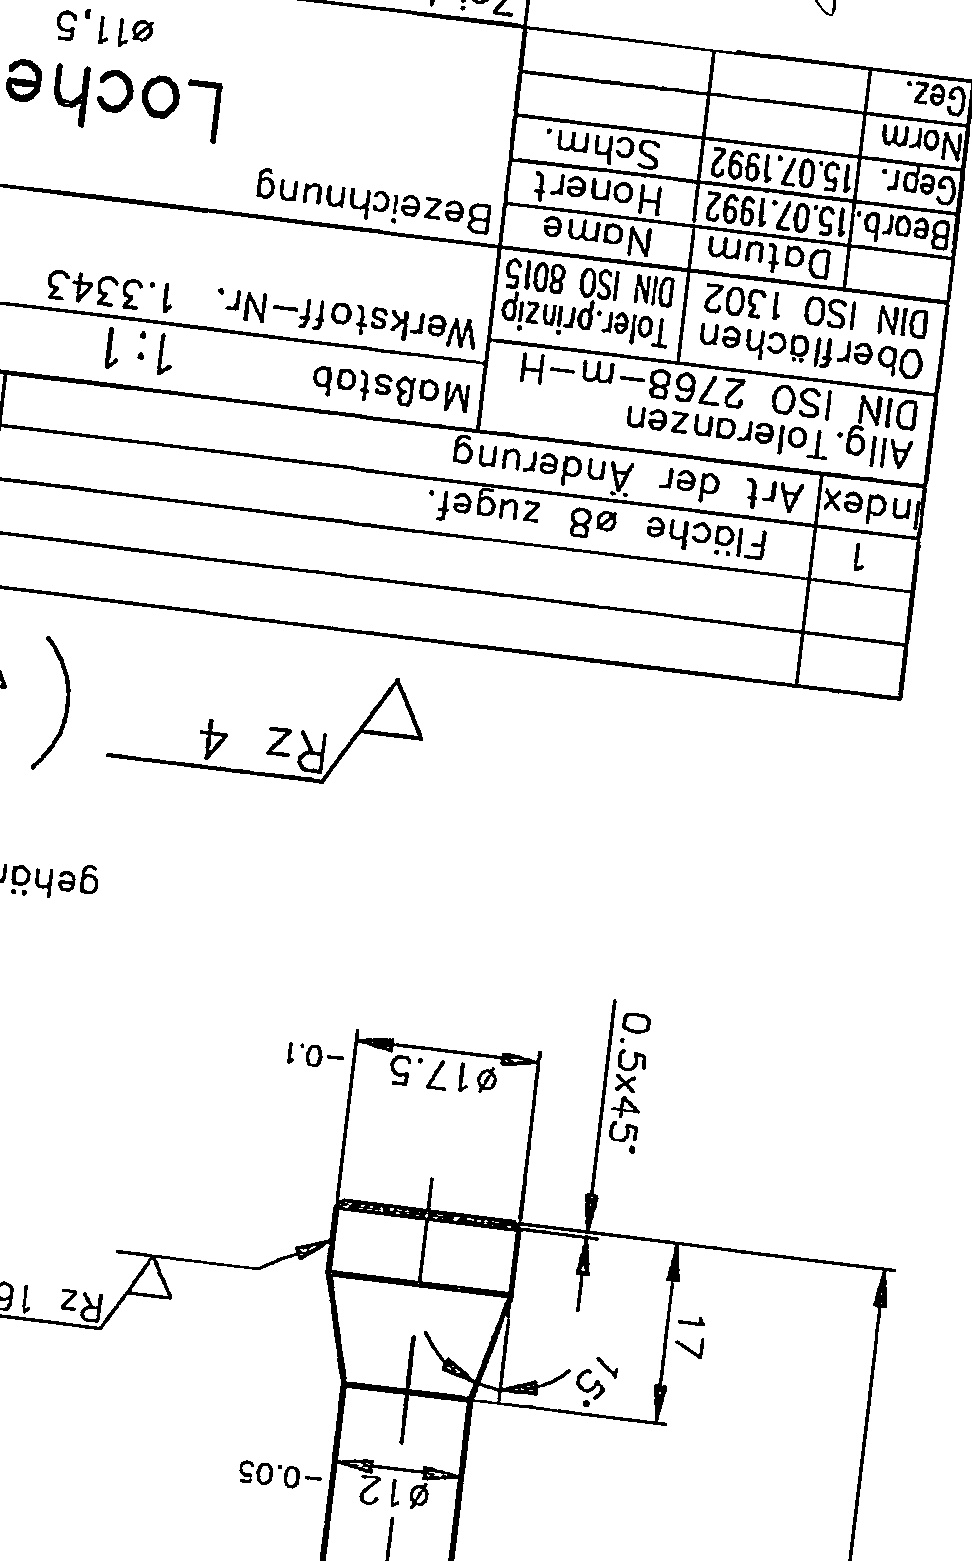 ø12 -0.05
15°
17
Rz 16
ø17.5 -0.1
0.5x45°
gehär
Rz 4
1 Fläche ø8 zugef.
Index Art der Änderung
Allg. Toleranzen
DIN ISO 2768-m-H
Maßstab 1:1
Oberflächen
DIN ISO 1302
Toler.prinzip
DIN ISO 8015
Werkstoff-Nr. 1.3343
Datum Name
Bezeichnung
Bearb. 15.07.1992 Honert
Gepr. 15.07.1992 Schm.
Norm
Gez.
Loche
ø11,5